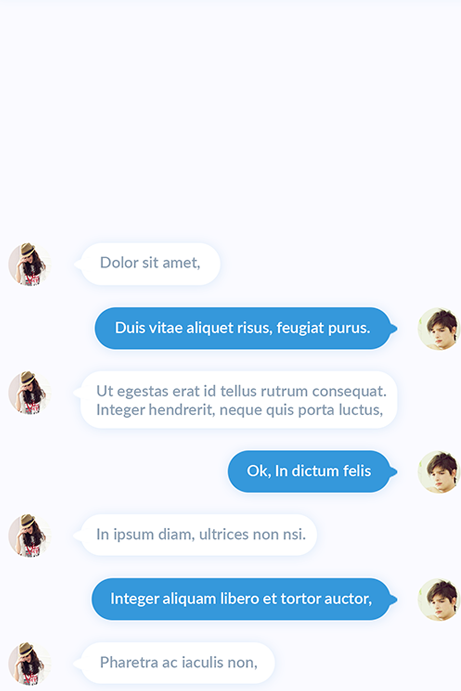 Dolor sit amet,
Duis vitae aliquet risus, feugiat purus.
Ut egestas erat id tellus rutrum consequat.
Integer hendrerit, neque quis porta luctus,
Ok, In dictum felis
In ipsum diam, ultrices non nsi.
Integer aliquam libero et tortor auctor,
Pharetra ac iaculis non,